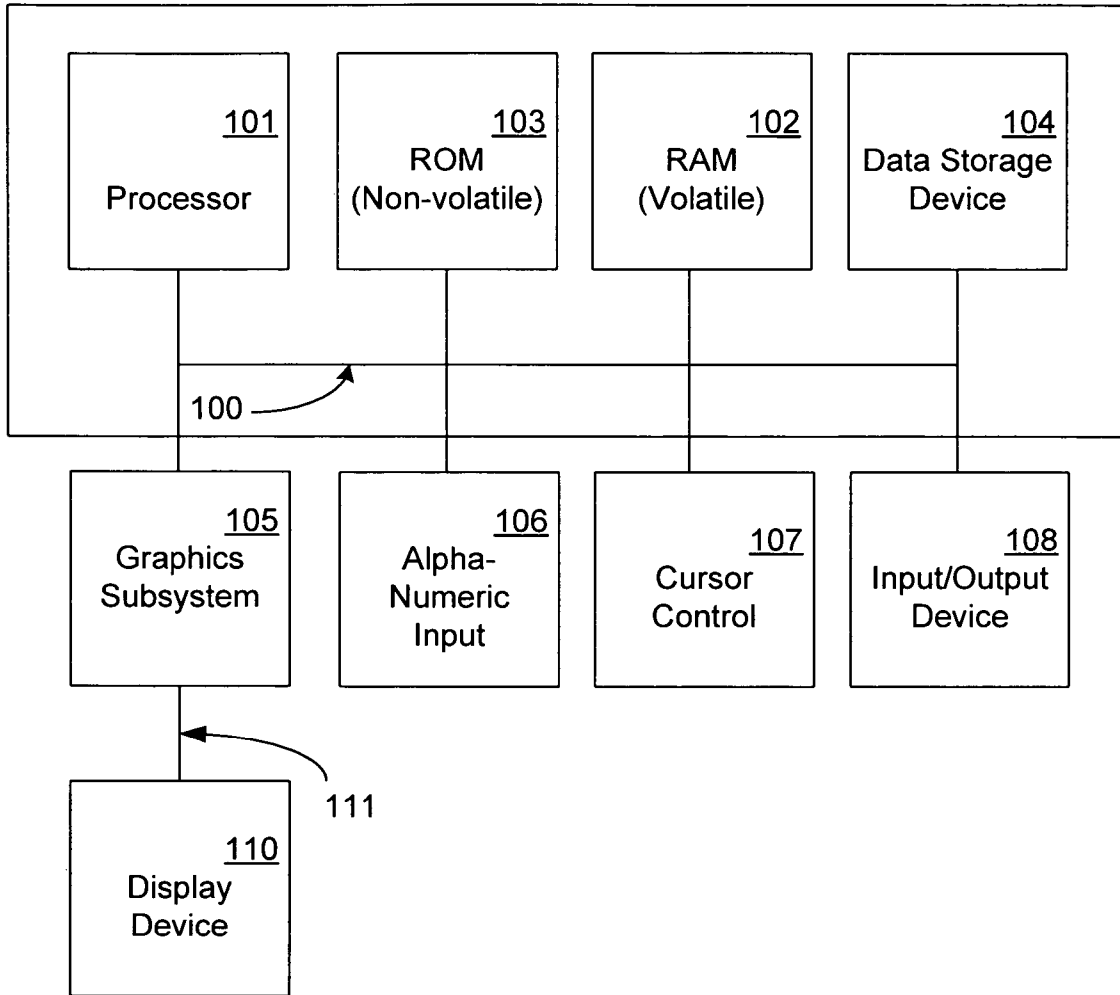 101
Processor
103
ROM
(Non-volatile)
102
RAM
(Volatile)
104
Data Storage
Device
100
105
Graphics
Subsystem
106
Alpha-
Numeric
Input
107
Cursor
Control
108
Input/Output
Device
111
110
Display
Device